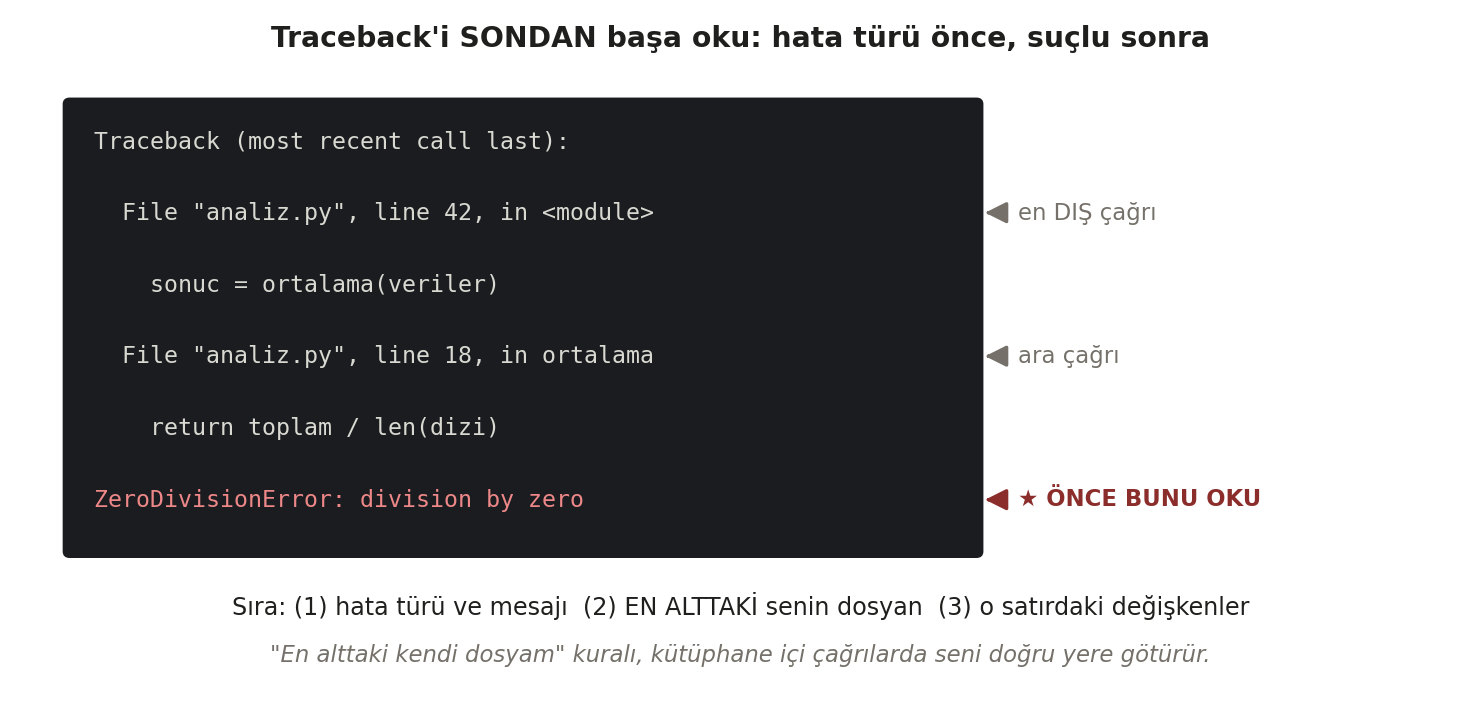 Traceback'i SONDAN başa oku: hata türü önce, suçlu sonra
Traceback (most recent call last):
File "analiz.py", line 42, in <module>
en DIŞ çağrı
sonuc = ortalama(veriler)
File "analiz.py", line 18, in ortalama
ara çağrı
return toplam / len(dizi)
ZeroDivisionError: division by zero
★ ÖNCE BUNU OKU
Sıra: (1) hata türü ve mesajı (2) EN ALTTAKİ senin dosyan (3) o satırdaki değişkenler
"En alttaki kendi dosyam" kuralı, kütüphane içi çağrılarda seni doğru yere götürür.